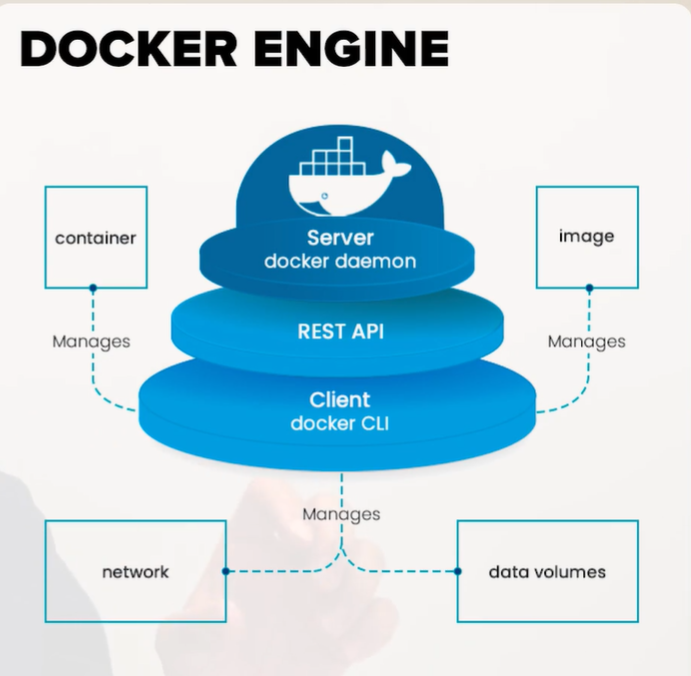 DOCKER ENGINE
Server
docker daemon
container
image
REST API
Manages
Manages
Client
docker CLI
Manages
network
data volumes